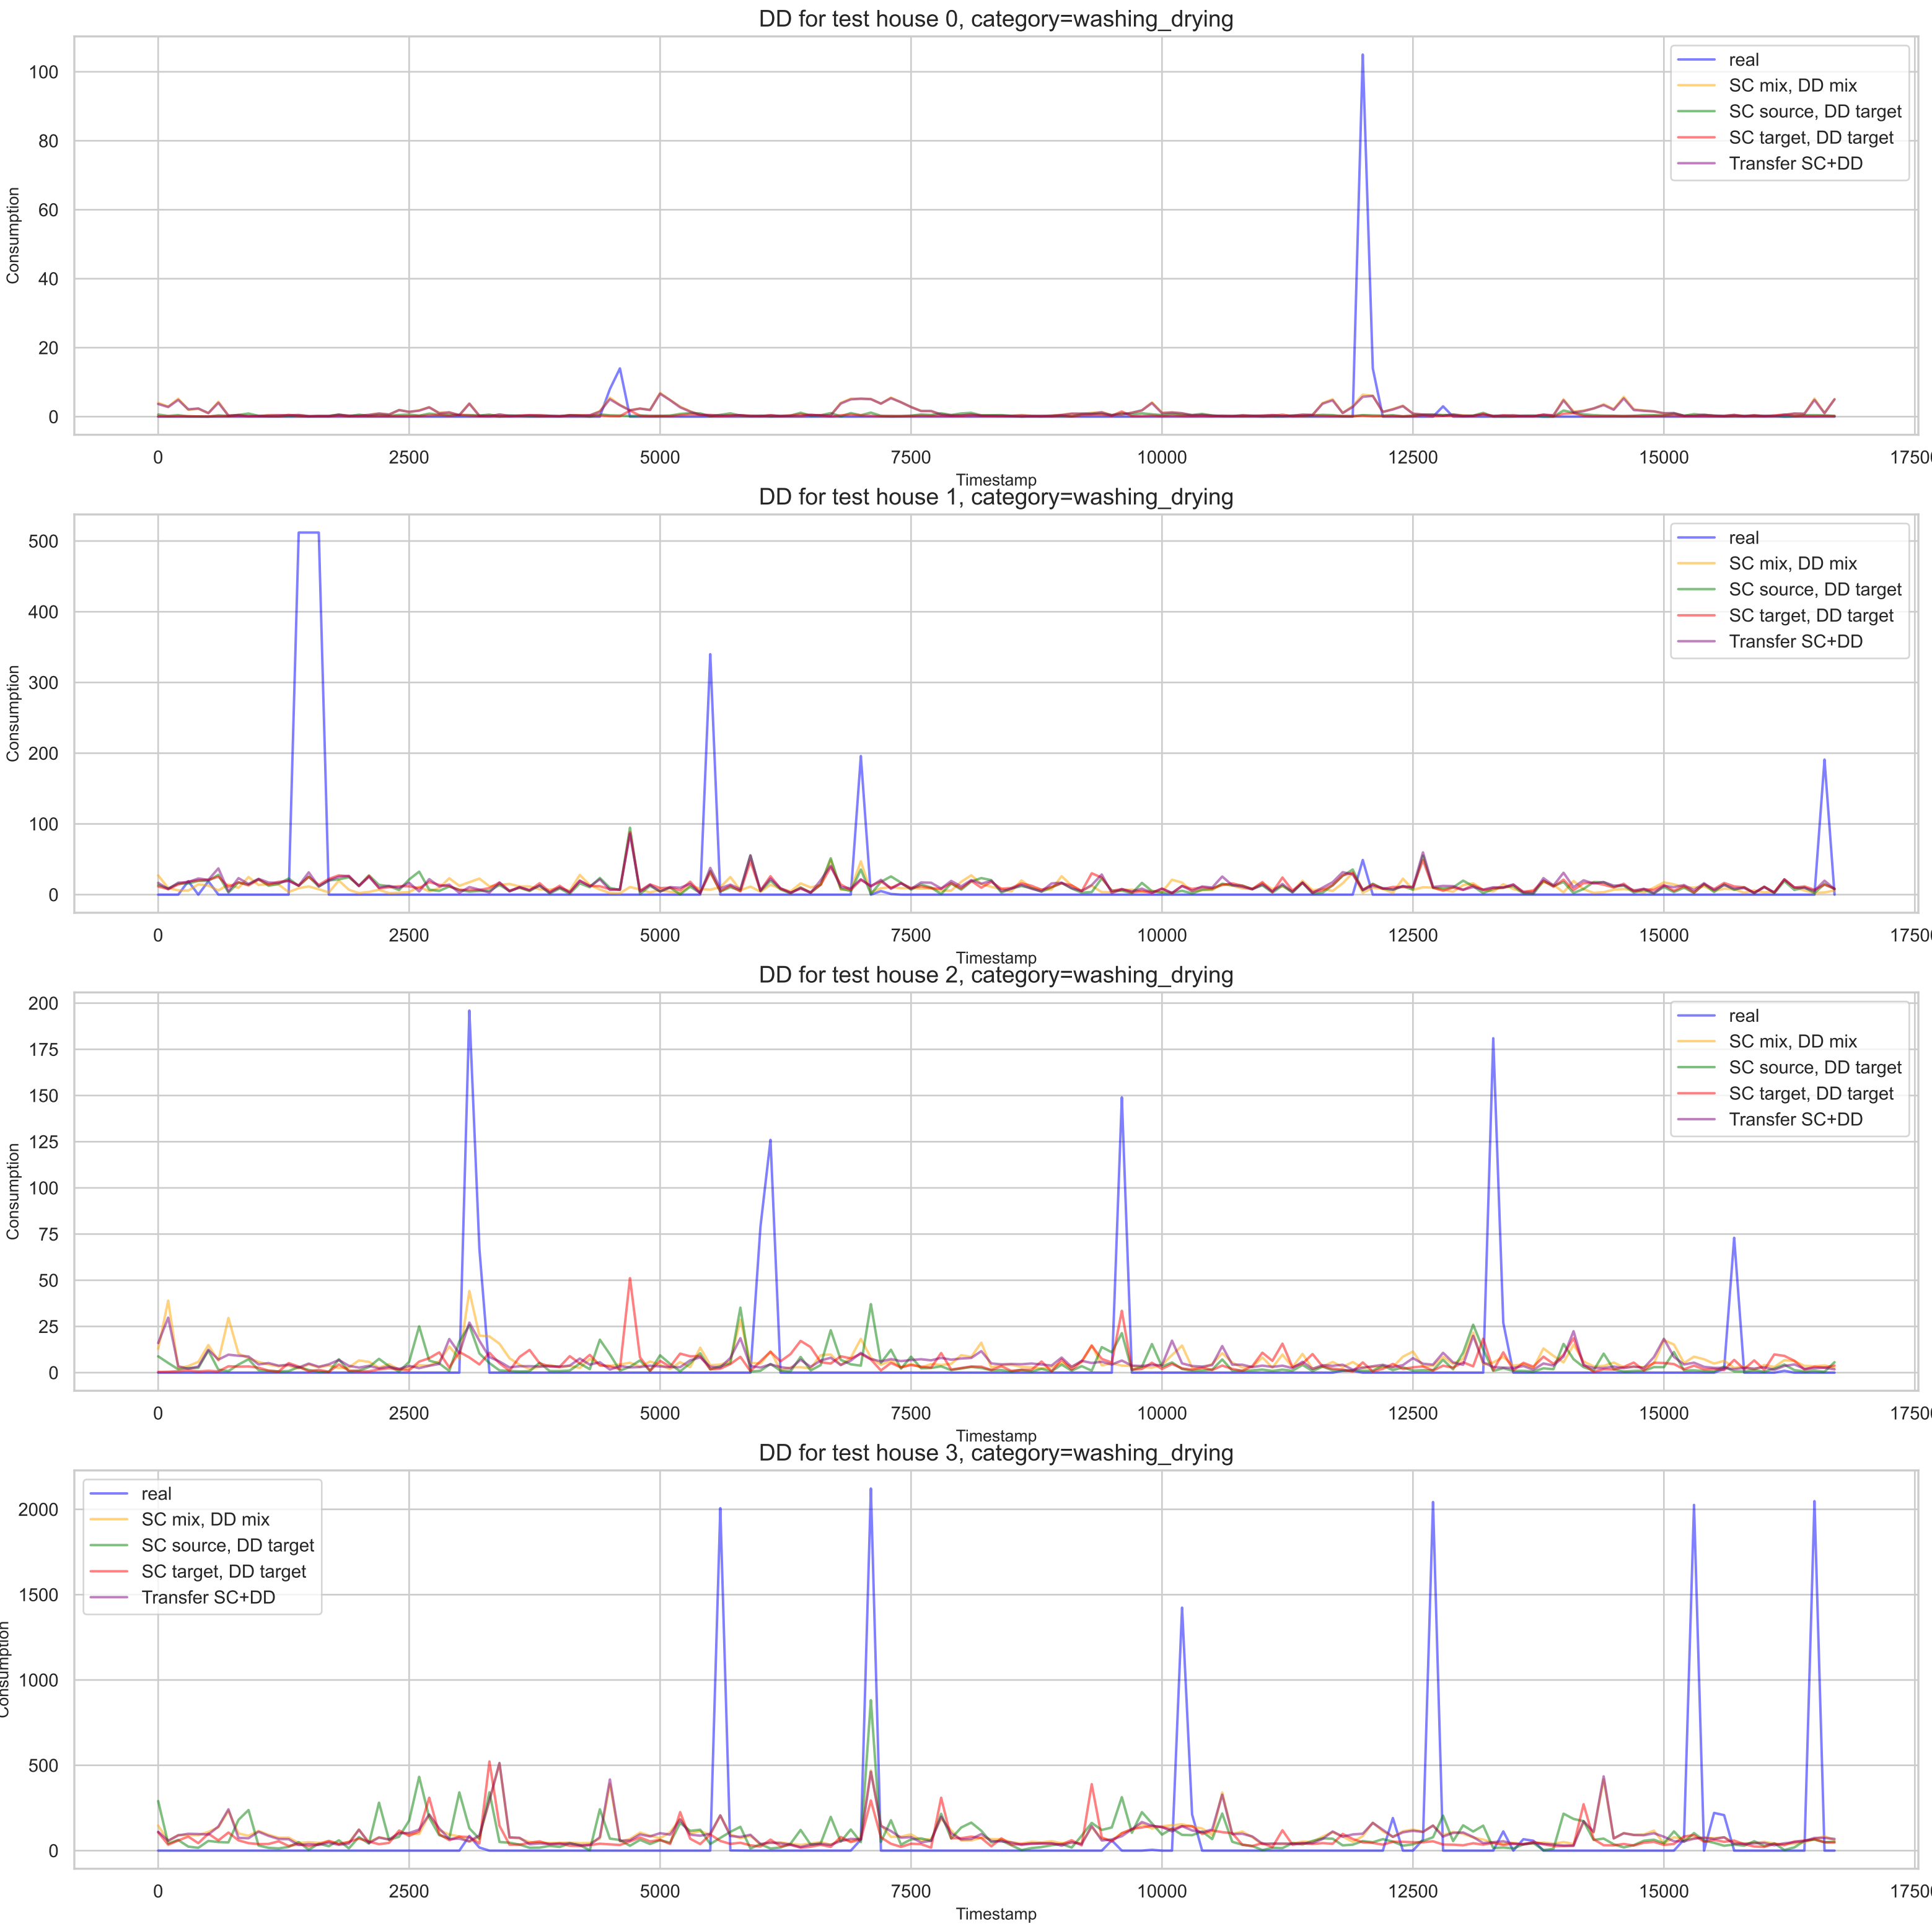 DD for test house 0, category=washing_drying
100
80
60
40
20
0
Consumption
real
SC mix, DD mix
SC source, DD target
SC target, DD target
Transfer SC+DD
0 2500 5000 7500 10000 12500 15000 1750
Timestamp
DD for test house 1, category=washing_drying
500
400
300
200
100
0
Consumption
real
SC mix, DD mix
SC source, DD target
SC target, DD target
Transfer SC+DD
0 2500 5000 7500 10000 12500 15000 1750
Timestamp
DD for test house 2, category=washing_drying
200
175
150
125
100
75
50
25
0
Consumption
real
SC mix, DD mix
SC source, DD target
SC target, DD target
Transfer SC+DD
0 2500 5000 7500 10000 12500 15000 1750
Timestamp
DD for test house 3, category=washing_drying
2000
1500
1000
500
0
Consumption
real
SC mix, DD mix
SC source, DD target
SC target, DD target
Transfer SC+DD
0 2500 5000 7500 10000 12500 15000 1750
Timestamp